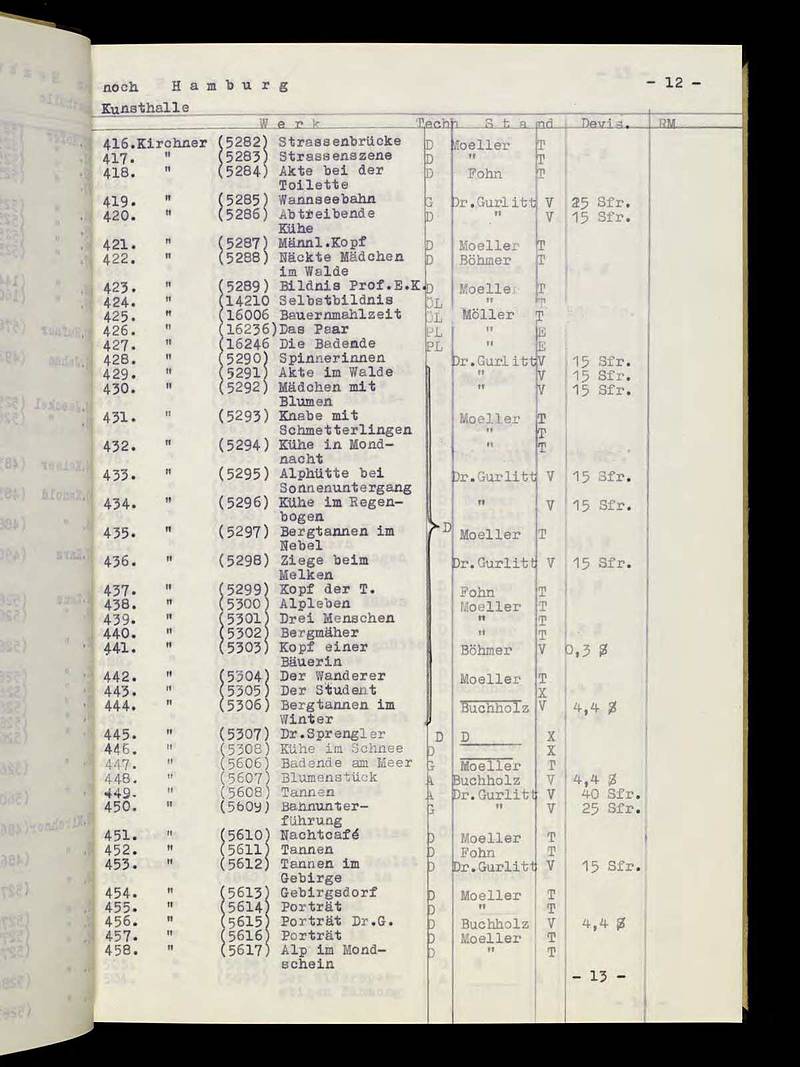 noch H a m b u r g - 12 -
Kunsthalle
W e r k Techn S t a nd Devis. RM
416.Kirchner (5282) Strassenbrücke D Moeller T
417. " (5283) Strassenszene D " T
418. " (5284) Akte bei der D Fohn T
Toilette
419. " (5285) Wannseebahn G Dr.Gurlitt V 25 Sfr.
420. " (5286) Abtreibende D " V 15 Sfr.
Kühe
421. " (5287) Männl.Kopf D Moeller T
422. " (5288) Näckte Mädchen D Böhmer T
im Walde
423. " (5289) Bildnis Prof.E.K. D Moeller T
424. " (14210 Selbstbildnis ÖL " T
425. " (16006 Bauernmahlzeit ÖL Möller T
426. " (16236)Das Paar PL " E
427. " (16246 Die Badende PL " E
428. " (5290) Spinnerinnen Dr.Gurlitt V 15 Sfr.
429. " (5291) Akte im Walde " V 15 Sfr.
430. " (5292) Mädchen mit " V 15 Sfr.
Blumen
431. " (5293) Knabe mit Moeller T
Schmetterlingen " T
432. " (5294) Kühe in Mond- " T
nacht
433. " (5295) Alphütte bei Dr.Gurlitt V 15 Sfr.
Sonnenuntergang
434. " (5296) Kühe im Regen- " V 15 Sfr.
bogen
435. " (5297) Bergtannen im D Moeller T
Nebel
436. " (5298) Ziege beim Dr.Gurlitt V 15 Sfr.
Melken
437. " (5299) Kopf der T. Fohn T
438. " (5300) Alpleben Moeller T
439. " (5301) Drei Menschen " T
440. " (5302) Bergmäher " T
441. " (5303) Kopf einer Böhmer V 0,3 $
Bäuerin
442. " (5304) Der Wanderer Moeller T
443. " (5305) Der Student X
444. " (5306) Bergtannen im Buchholz V 4,4 $
Winter
445. " (5307) Dr.Sprengler D D X
446. " (5308) Kühe im Schnee D X
447. " (5606) Badende am Meer G Moeller T
448. " (5607) Blumenstück A Buchholz V 4,4 $
449. " (5608) Tannen A Dr.Gurlitt V 40 Sfr.
450. " (5609) Bahnunter- G " V 25 Sfr.
führung
451. " (5610) Nachtcafé D Moeller T
452. " (5611) Tannen D Fohn T
453. " (5612) Tannen im D Dr.Gurlitt V 15 Sfr.
Gebirge
454. " (5613) Gebirgsdorf D Moeller T
455. " (5614) Porträt D " T
456. " (5615) Porträt Dr.G. D Buchholz V 4,4 $
457. " (5616) Porträt D Moeller T
458. " (5617) Alp im Mond- D " T
schein
- 13 -